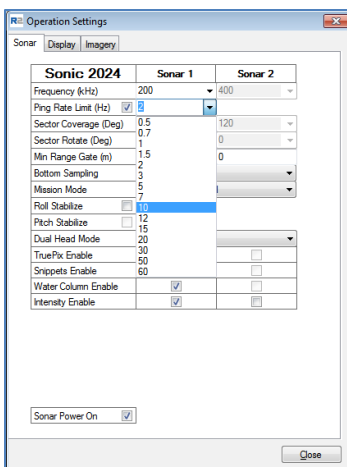 R2 Operation Settings
Sonar Display Imagery
Sonic 2024 Sonar 1 Sonar 2
Frequency (kHz) 200 400
Ping Rate Limit (Hz) 2
Sector Coverage (Deg) 0.5 120
0.7
Sector Rotate (Deg) 1 0
1.5
Min Range Gate (m) 2 0
Bottom Sampling 3
5
Mission Mode 7
Roll Stabilize 10
Pitch Stabilize 12
15
Dual Head Mode 20
TruePix Enable 30
50
Snippets Enable 60
Water Column Enable
Intensity Enable
Sonar Power On
Close